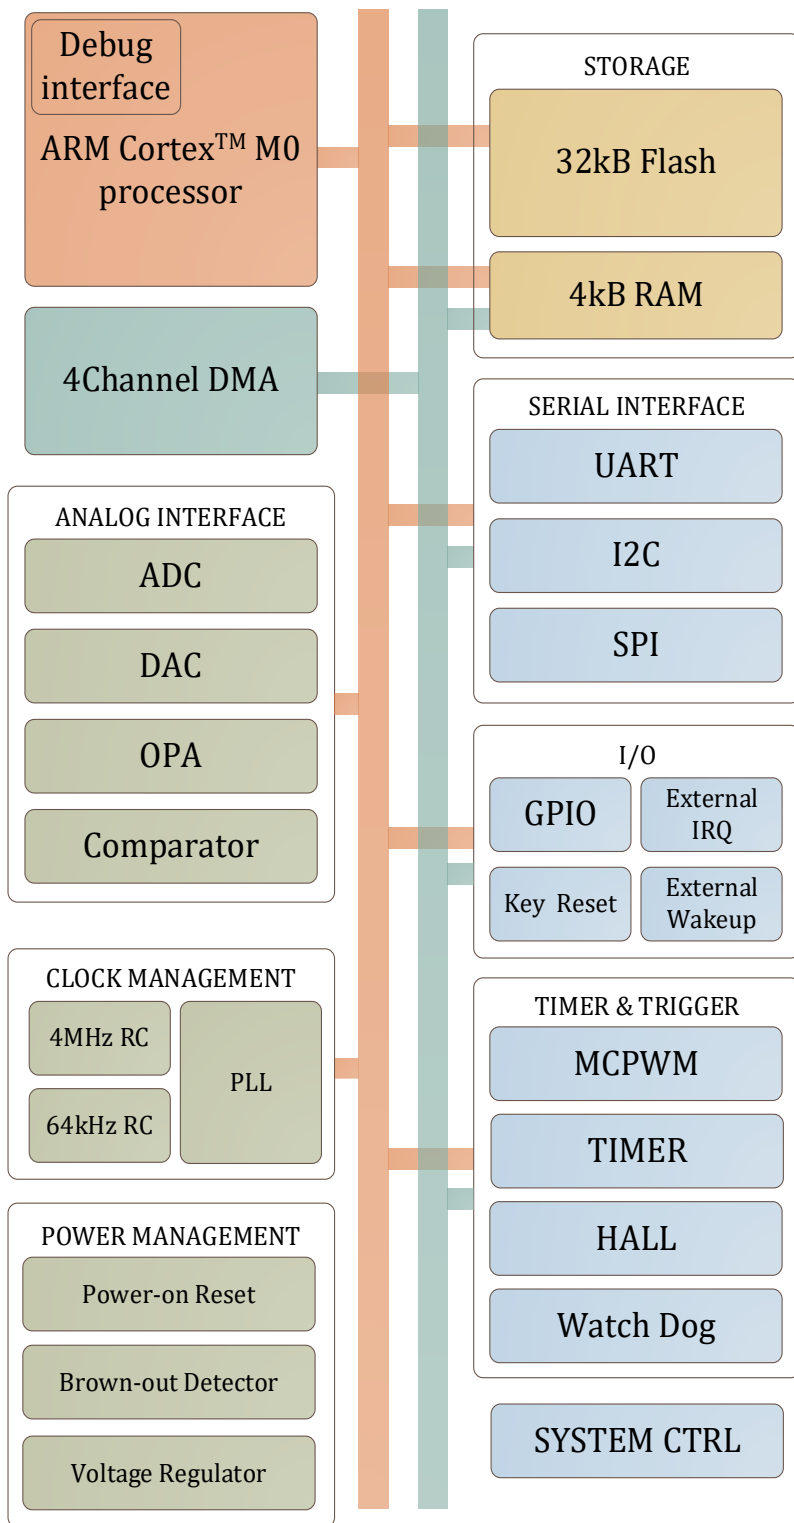 Debug
interface
ARM Cortex™ M0
processor
4Channel DMA
ANALOG INTERFACE
ADC
DAC
OPA
Comparator
CLOCK MANAGEMENT
4MHz RC
64kHz RC
PLL
POWER MANAGEMENT
Power-on Reset
Brown-out Detector
Voltage Regulator
STORAGE
32kB Flash
4kB RAM
SERIAL INTERFACE
UART
I2C
SPI
I/O
GPIO
External
IRQ
Key Reset
External
Wakeup
TIMER & TRIGGER
MCPWM
TIMER
HALL
Watch Dog
SYSTEM CTRL